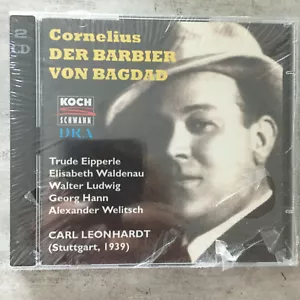 Cornelius
DER BARBIER
VON BAGDAD
KOCH
SCHWANN
DRA
Trude Eipperle
Elisabeth Waldenau
Walter Ludwig
Georg Hann
Alexander Welitsch
CARL LEONHARDT
(Stuttgart, 1939)
2
CD